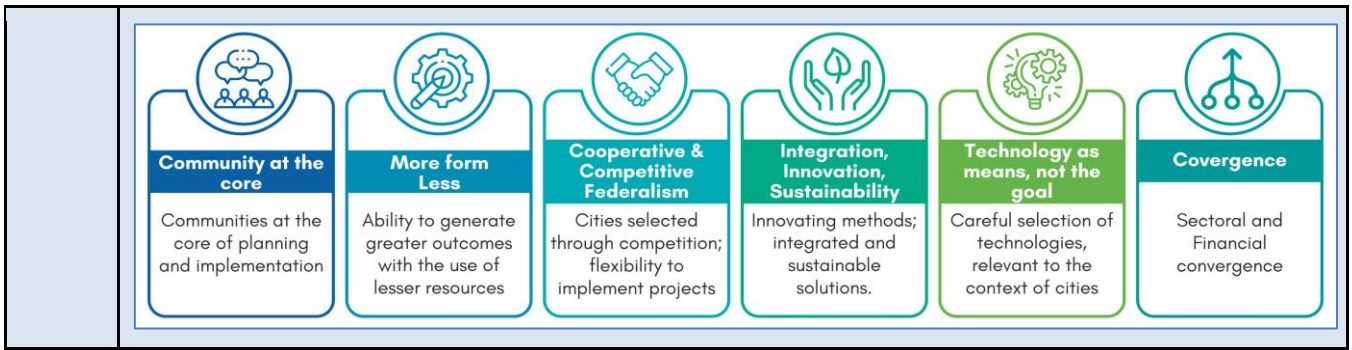 Community at the
core
Communities at the
core of planning
and implementation
More form
Less
Ability to generate
greater outcomes
with the use of
lesser resources
Cooperative &
Competitive
Federalism
Cities selected
through competition;
flexibility to
implement projects
Integration,
Innovation,
Sustainability
Innovating methods;
integrated and
sustainable
solutions.
Technology as
means, not the
goal
Careful selection of
technologies,
relevant to the
context of cities
Covergence
Sectoral and
Financial
convergence